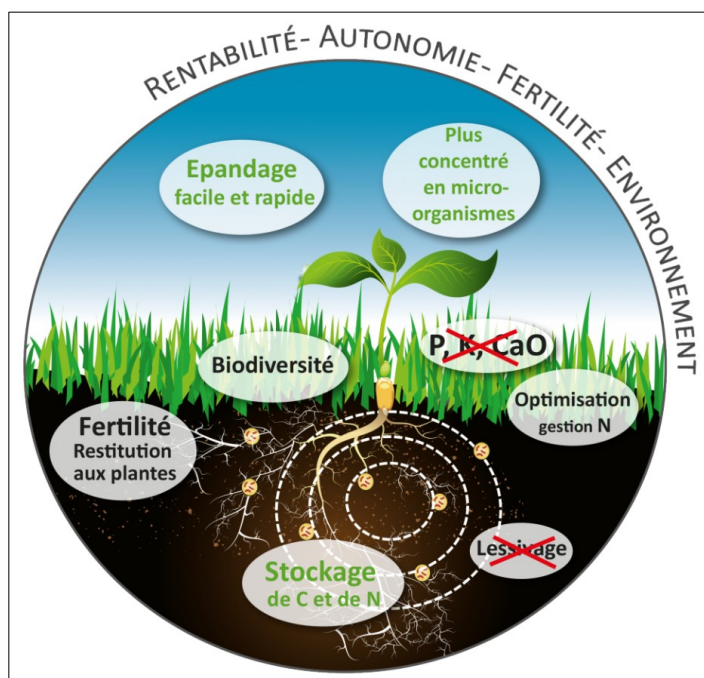 RENTABILITÉ- AUTONOMIE- FERTILITÉ- ENVIRONNEMENT
Epandage
facile et rapide
Plus
concentré
en micro-
organismes
Biodiversité
P, K, CaO
Optimisation
gestion N
Fertilité
Restitution
aux plantes
Lessivage
Stockage
de C et de N